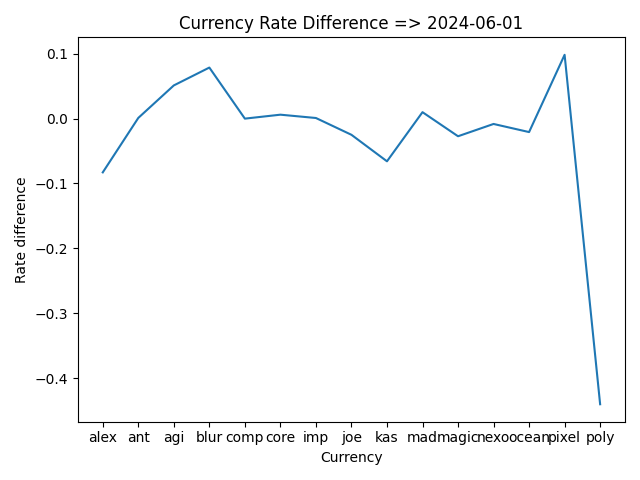 Currency Rate Difference => 2024-06-01
0.1
0.0
−0.1
−0.2
−0.3
−0.4
Rate difference
alex ant agi blur comp core imp joe kas mad magic nexo ocean pixel poly
Currency